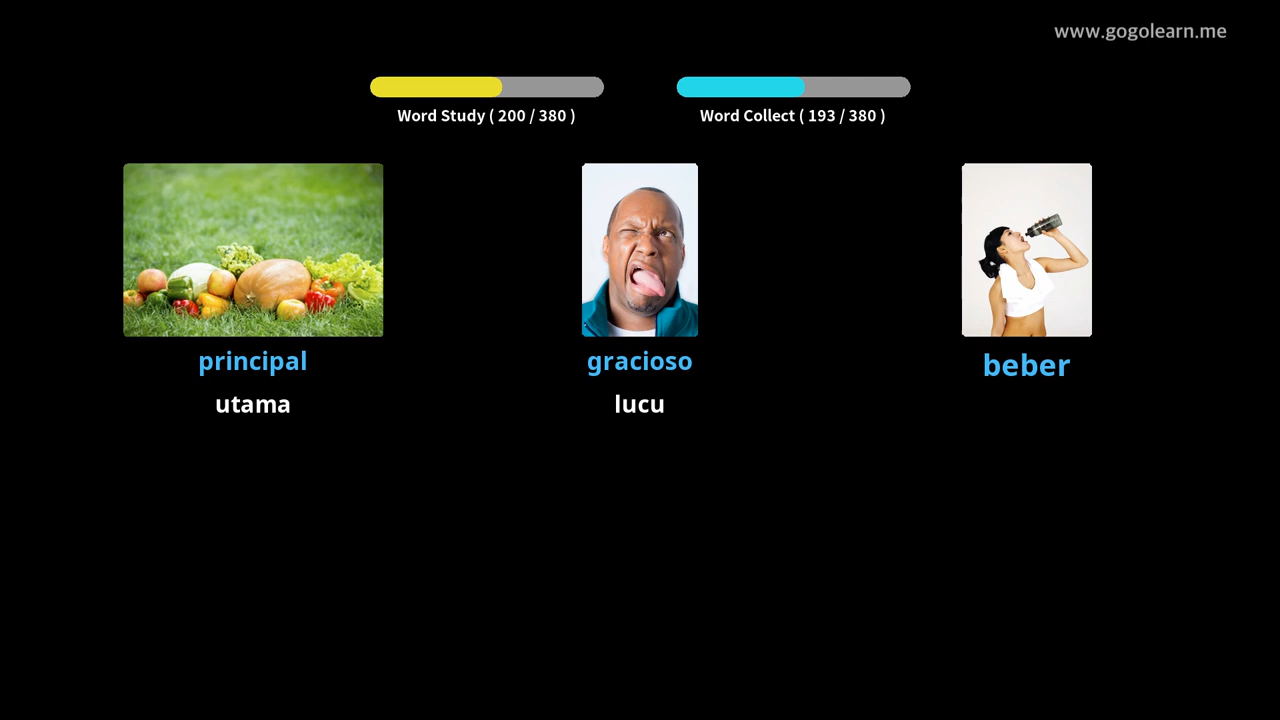 www.gogolearn.me
Word Study ( 200 / 380 )
Word Collect ( 193 / 380 )
principal
utama
gracioso
lucu
beber